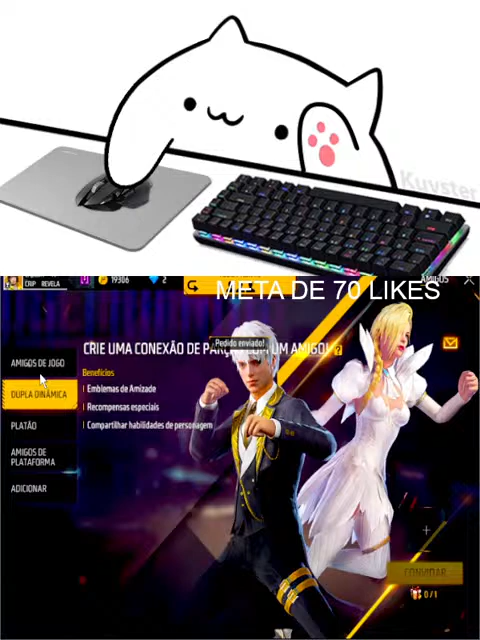 Kuvster
CRIP REVELA
19306
2
AMIGOS
META DE 70 LIKES
Pedido enviado!
CRIE UMA CONEXÃO DE COM UM AMIGO!
?
AMIGOS DE JOGO
Benefícios
Emblemas de Amizade
DUPLA DINÂMICA
Recompensas especiais
PLATÃO
Compartilhar habilidades de personagem
AMIGOS DE
PLATAFORMA
ADICIONAR
CONVIDAR
0/1